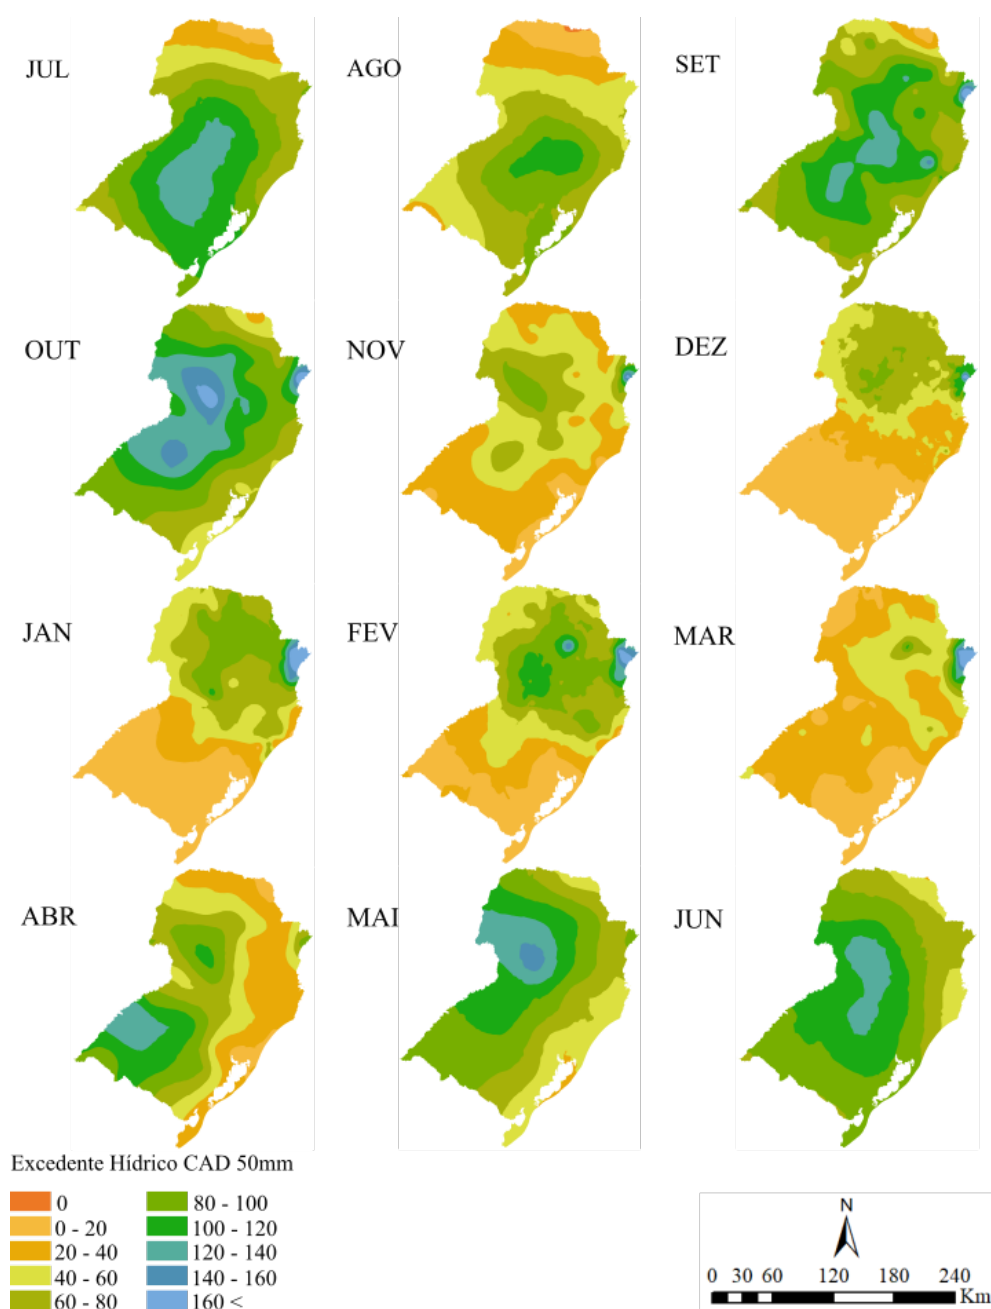 JUL
AGO
SET
OUT
NOV
DEZ
JAN
FEV
MAR
ABR
MAI
JUN
Excedente Hídrico CAD 50mm
0
0 - 20
20 - 40
40 - 60
60 - 80
80 - 100
100 - 120
120 - 140
140 - 160
160 <
N
0 30 60 120 180 240
Km